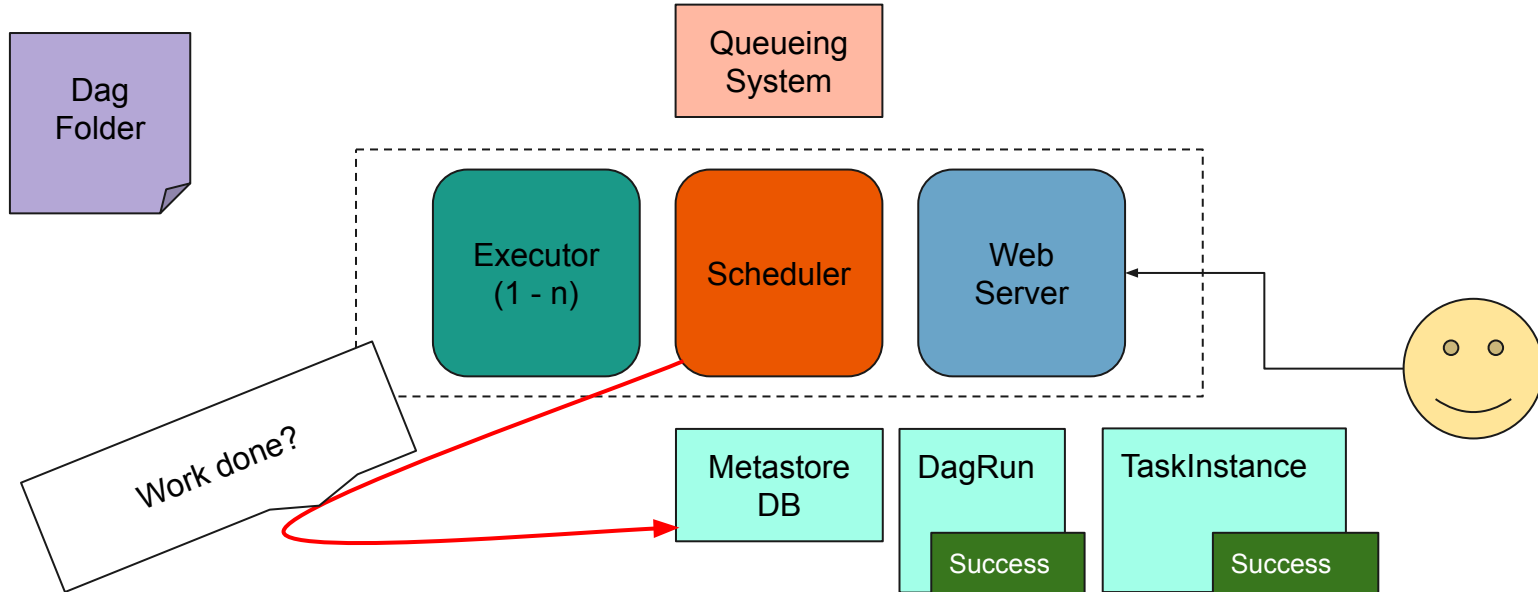 Dag
Folder
Queueing
System
Executor
(1 - n)
Scheduler
Web
Server
Work done?
Metastore
DB
DagRun
Success
TaskInstance
Success